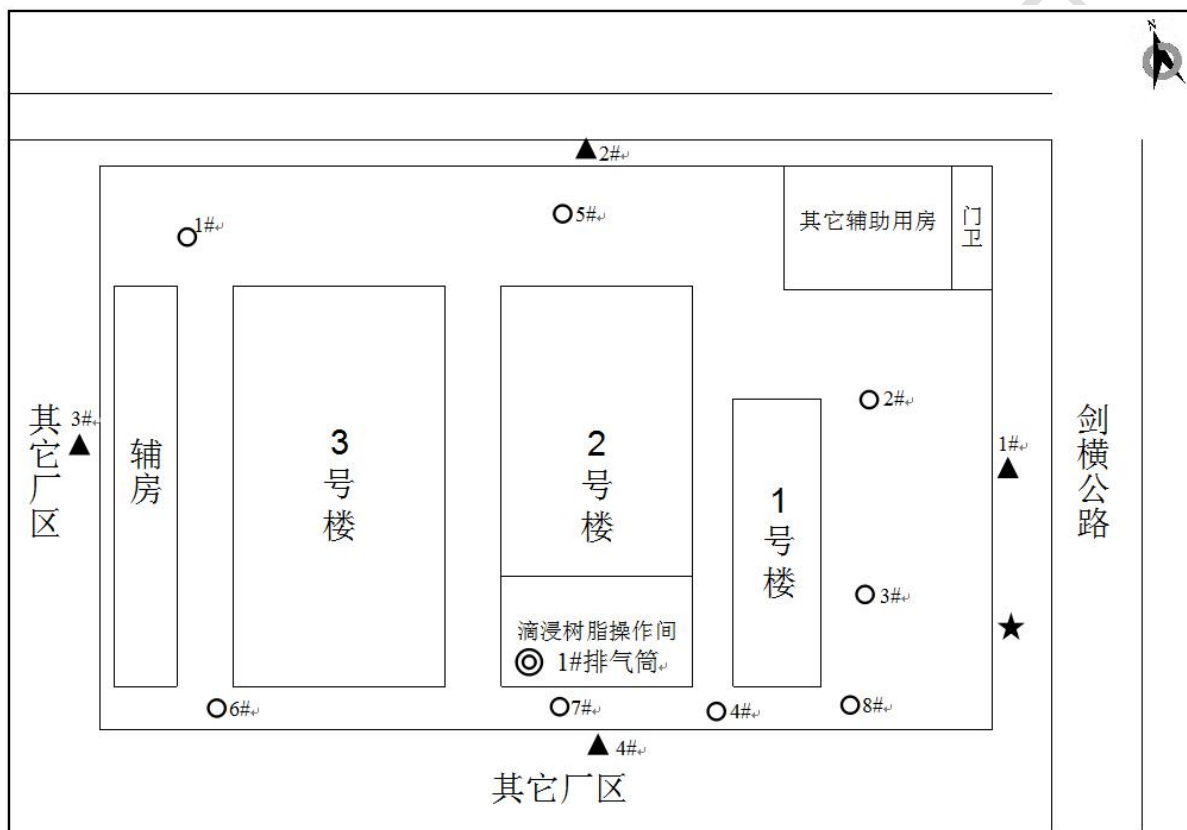 N
2#
1#
5#
其它辅助用房
门卫
2#
3#
其它厂区
辅房
3号楼
2号楼
1号楼
1#
剑横公路
3#
滴浸树脂操作间
1#排气筒
6#
7#
4#
8#
4#
其它厂区